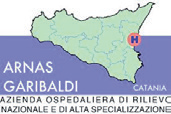 H
ARNAS
GARIBALDI
CATANIA
AZIENDA OSPEDALIERA DI RILIEVO
NAZIONALE E DI ALTA SPECIALIZZAZIONE